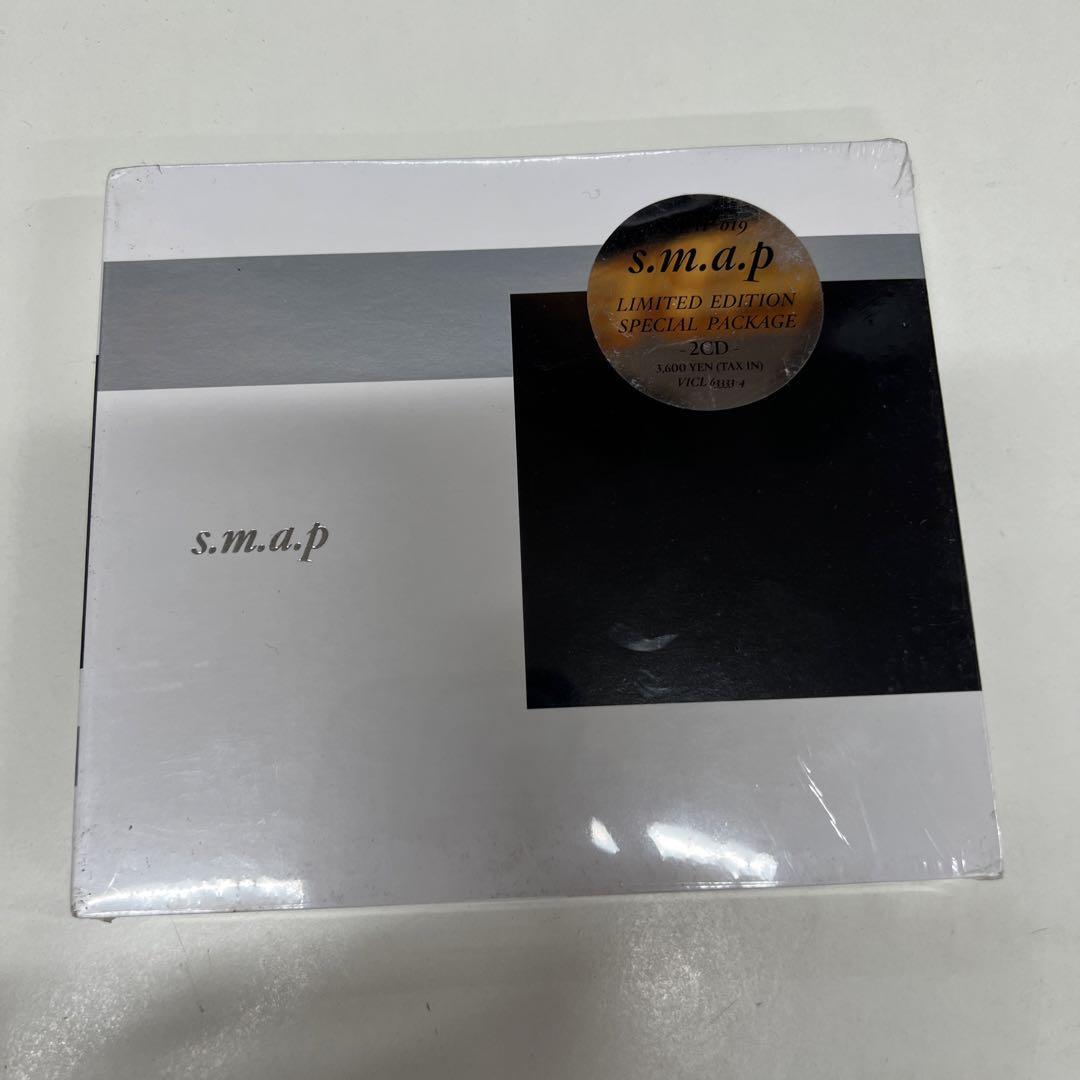 s.m.a.p
LIMITED EDITION
SPECIAL PACKAGE
- 2CD -
3,600 YEN (TAX IN)
VICL 63333-4
s.m.a.p